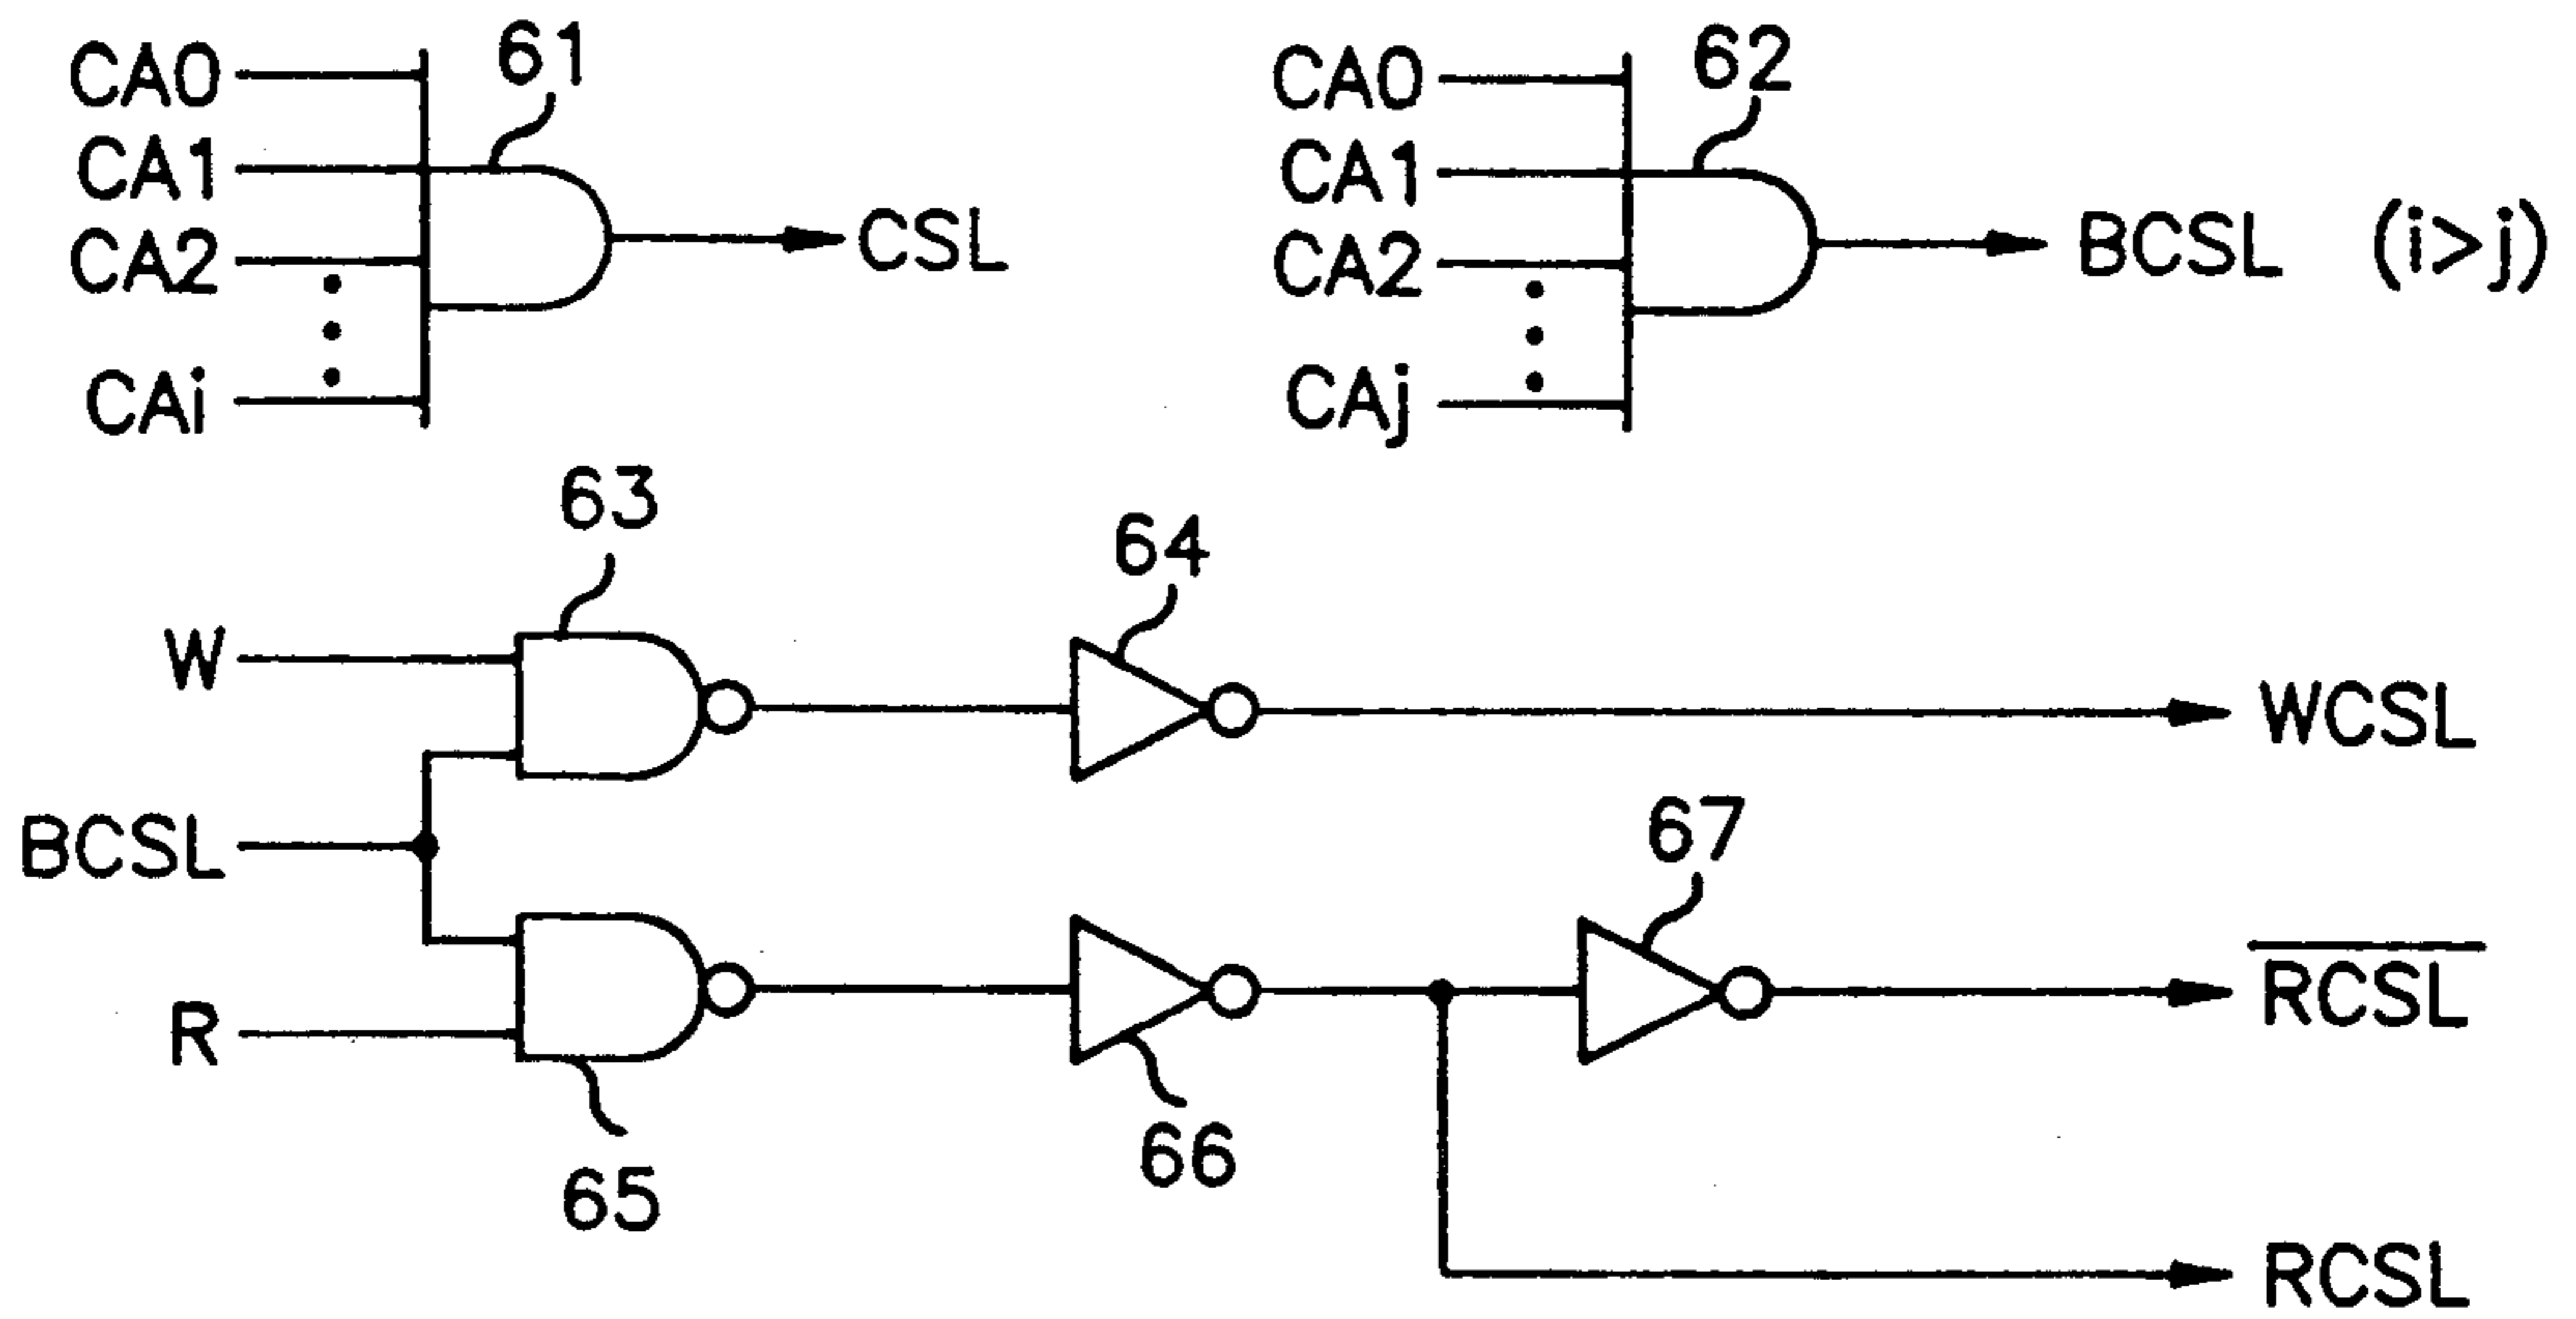 61
CA0
CA1
CA2
CAi
CSL
62
CA0
CA1
CA2
CAj
BCSL (i>j)
63
64
W
WCSL
BCSL
67
R
R̅C̅S̅L̅
65
66
RCSL